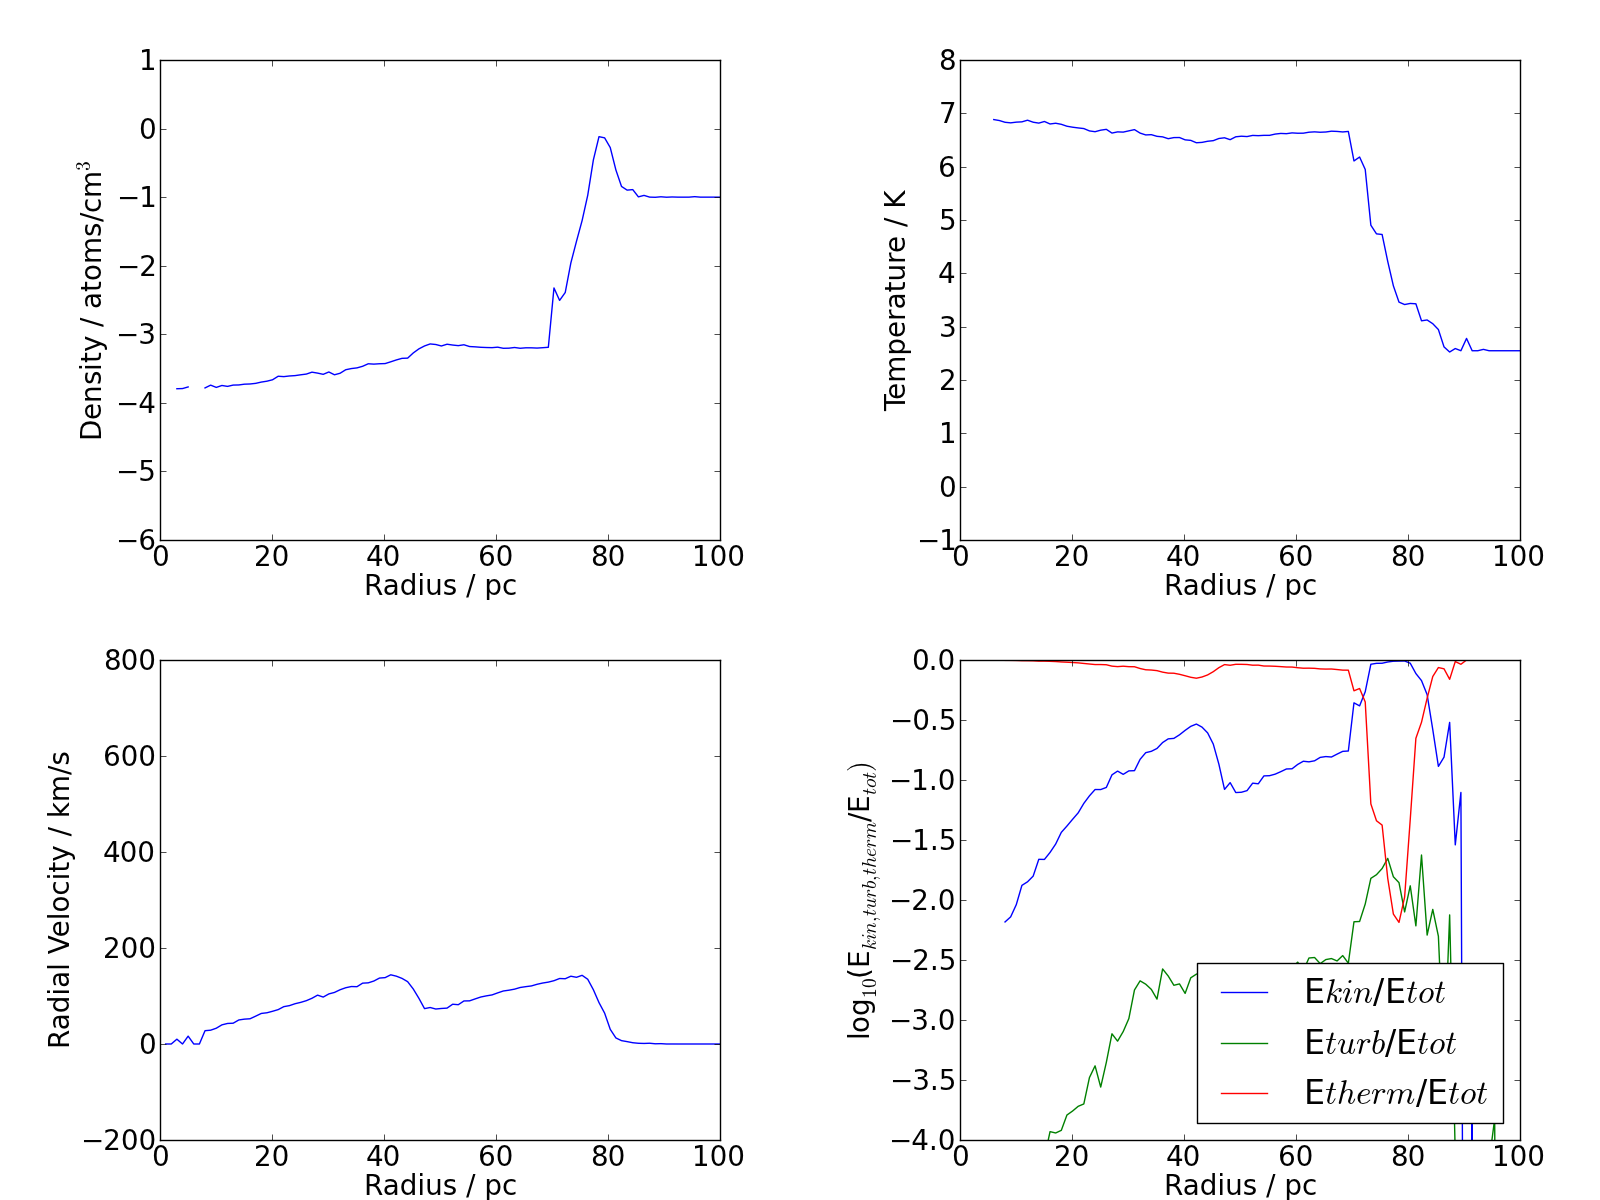 1
0
−1
−2
−3
−4
−5
−6
0 20 40 60 80 100
Radius / pc
Density / atoms/cm³
8
7
6
5
4
3
2
1
0
−1
0 20 40 60 80 100
Radius / pc
Temperature / K
800
600
400
200
0
−200
0 20 40 60 80 100
Radius / pc
Radial Velocity / km/s
0.0
−0.5
−1.0
−1.5
−2.0
−2.5
−3.0
−3.5
−4.0
0 20 40 60 80 100
Radius / pc
log10(Ekin,turb,therm/Etot)
Ekin/Etot
Eturb/Etot
Etherm/Etot